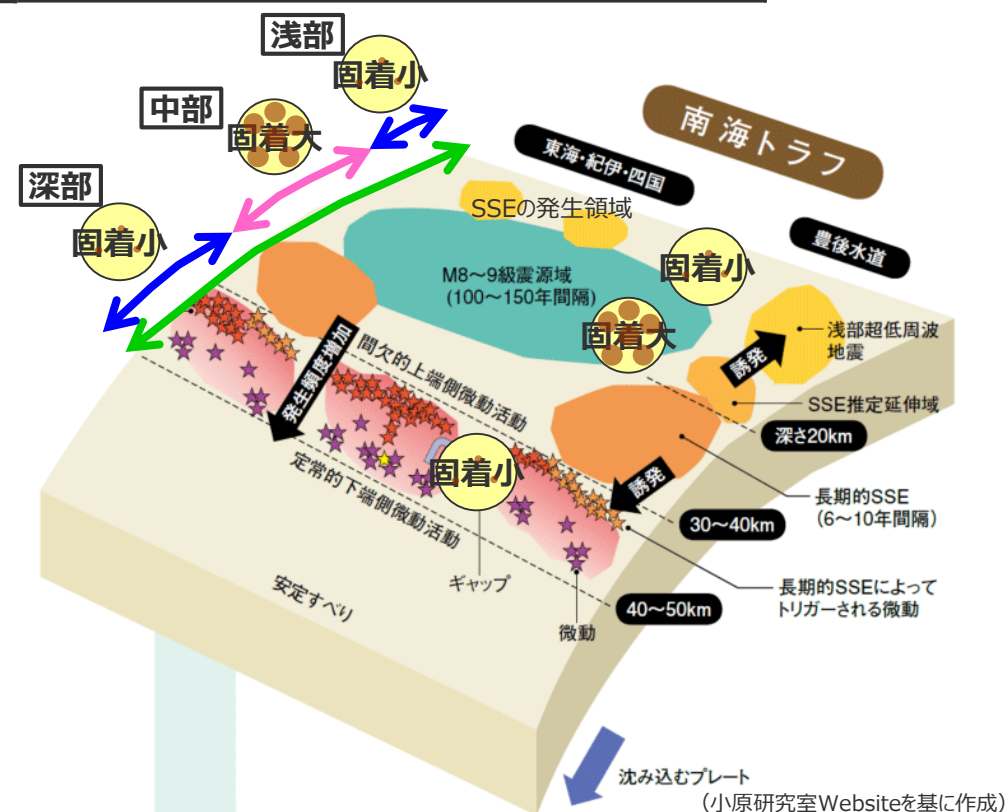 浅部
固着小
中部
固着大
深部
固着小
南海トラフ
東海・紀伊・四国
豊後水道
SSEの発生領域
固着小
M8〜9級震源域
(100〜150年間隔)
固着大
浅部超低周波
地震
誘発
SSE推定延伸域
深さ20km
発生頻度増加
間欠的上端側微動活動
定常的下端側微動活動
固着小
誘発
長期的SSE
(6〜10年間隔)
30〜40km
ギャップ
長期的SSEによって
トリガーされる微動
40〜50km
微動
安定すべり
沈み込むプレート
(小原研究室Websiteを基に作成)